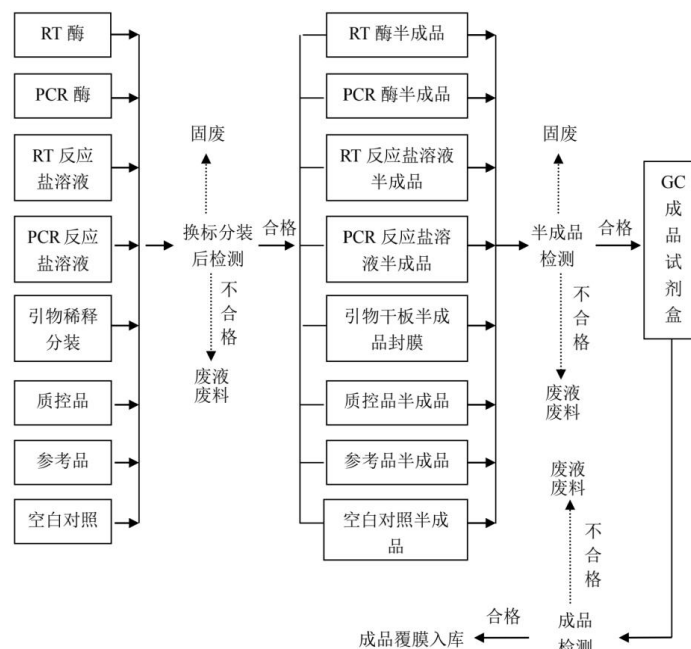 RT 酶
PCR 酶
RT 反应
盐溶液
PCR 反应
盐溶液
引物稀释
分装
质控品
参考品
空白对照
固废
换标分装
后检测
合格
不
合
格
废液
废料
RT 酶半成品
PCR 酶半成品
RT 反应盐溶液
半成品
PCR 反应盐溶
液半成品
引物干板半成
品封膜
质控品半成品
参考品半成品
空白对照半成
品
固废
半成品
检测
合格
不
合
格
废液
废料
GC
成
品
试
剂
盒
废液
废料
不
合
格
成品
检测
合格
成品覆膜入库